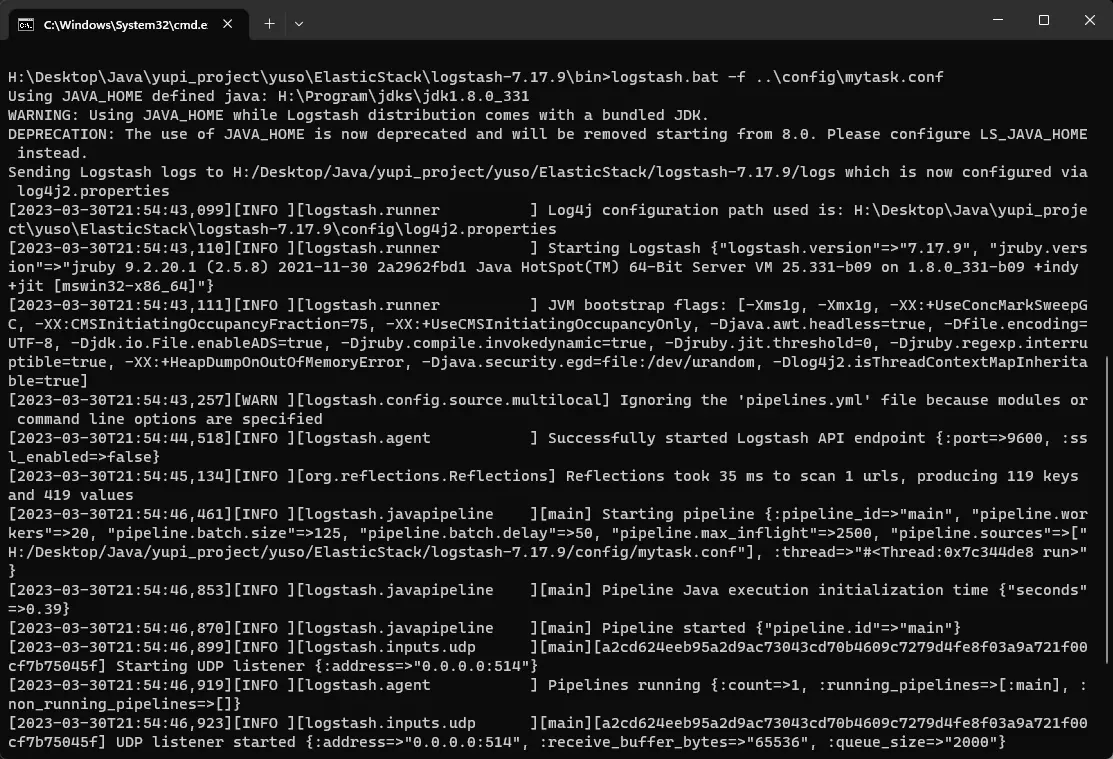 C:\Windows\System32\cmd.e
H:\Desktop\Java\yupi_project\yuso\ElasticStack\logstash-7.17.9\bin>logstash.bat -f ..\config\mytask.conf
Using JAVA_HOME defined java: H:\Program\jdks\jdk1.8.0_331
WARNING: Using JAVA_HOME while Logstash distribution comes with a bundled JDK.
DEPRECATION: The use of JAVA_HOME is now deprecated and will be removed starting from 8.0. Please configure LS_JAVA_HOME
 instead.
Sending Logstash logs to H:/Desktop/Java/yupi_project/yuso/ElasticStack/logstash-7.17.9/logs which is now configured via
 log4j2.properties
[2023-03-30T21:54:43,099][INFO ][logstash.runner          ] Log4j configuration path used is: H:\Desktop\Java\yupi_proje
ct\yuso\ElasticStack\logstash-7.17.9\config\log4j2.properties
[2023-03-30T21:54:43,110][INFO ][logstash.runner          ] Starting Logstash {"logstash.version"=>"7.17.9", "jruby.vers
ion"=>"jruby 9.2.20.1 (2.5.8) 2021-11-30 2a2962fbd1 Java HotSpot(TM) 64-Bit Server VM 25.331-b09 on 1.8.0_331-b09 +indy
+jit [mswin32-x86_64]"}
[2023-03-30T21:54:43,111][INFO ][logstash.runner          ] JVM bootstrap flags: [-Xms1g, -Xmx1g, -XX:+UseConcMarkSweepG
C, -XX:CMSInitiatingOccupancyFraction=75, -XX:+UseCMSInitiatingOccupancyOnly, -Djava.awt.headless=true, -Dfile.encoding=
UTF-8, -Djdk.io.File.enableADS=true, -Djruby.compile.invokedynamic=true, -Djruby.jit.threshold=0, -Djruby.regexp.interru
ptible=true, -XX:+HeapDumpOnOutOfMemoryError, -Djava.security.egd=file:/dev/urandom, -Dlog4j2.isThreadContextMapInherita
ble=true]
[2023-03-30T21:54:43,257][WARN ][logstash.config.source.multilocal] Ignoring the 'pipelines.yml' file because modules or
 command line options are specified
[2023-03-30T21:54:44,518][INFO ][logstash.agent           ] Successfully started Logstash API endpoint {:port=>9600, :ss
l_enabled=>false}
[2023-03-30T21:54:45,134][INFO ][org.reflections.Reflections] Reflections took 35 ms to scan 1 urls, producing 119 keys
and 419 values
[2023-03-30T21:54:46,461][INFO ][logstash.javapipeline    ][main] Starting pipeline {:pipeline_id=>"main", "pipeline.wor
kers"=>20, "pipeline.batch.size"=>125, "pipeline.batch.delay"=>50, "pipeline.max_inflight"=>2500, "pipeline.sources"=>["
H:/Desktop/Java/yupi_project/yuso/ElasticStack/logstash-7.17.9/config/mytask.conf"], :thread=>"#<Thread:0x7c344de8 run>"
}
[2023-03-30T21:54:46,853][INFO ][logstash.javapipeline    ][main] Pipeline Java execution initialization time {"seconds"
=>0.39}
[2023-03-30T21:54:46,870][INFO ][logstash.javapipeline    ][main] Pipeline started {"pipeline.id"=>"main"}
[2023-03-30T21:54:46,899][INFO ][logstash.inputs.udp      ][main][a2cd624eeb95a2d9ac73043cd70b4609c7279d4fe8f03a9a721f00
cf7b75045f] Starting UDP listener {:address=>"0.0.0.0:514"}
[2023-03-30T21:54:46,919][INFO ][logstash.agent           ] Pipelines running {:count=>1, :running_pipelines=>[:main], :
non_running_pipelines=>[]}
[2023-03-30T21:54:46,923][INFO ][logstash.inputs.udp      ][main][a2cd624eeb95a2d9ac73043cd70b4609c7279d4fe8f03a9a721f00
cf7b75045f] UDP listener started {:address=>"0.0.0.0:514", :receive_buffer_bytes=>"65536", :queue_size=>"2000"}